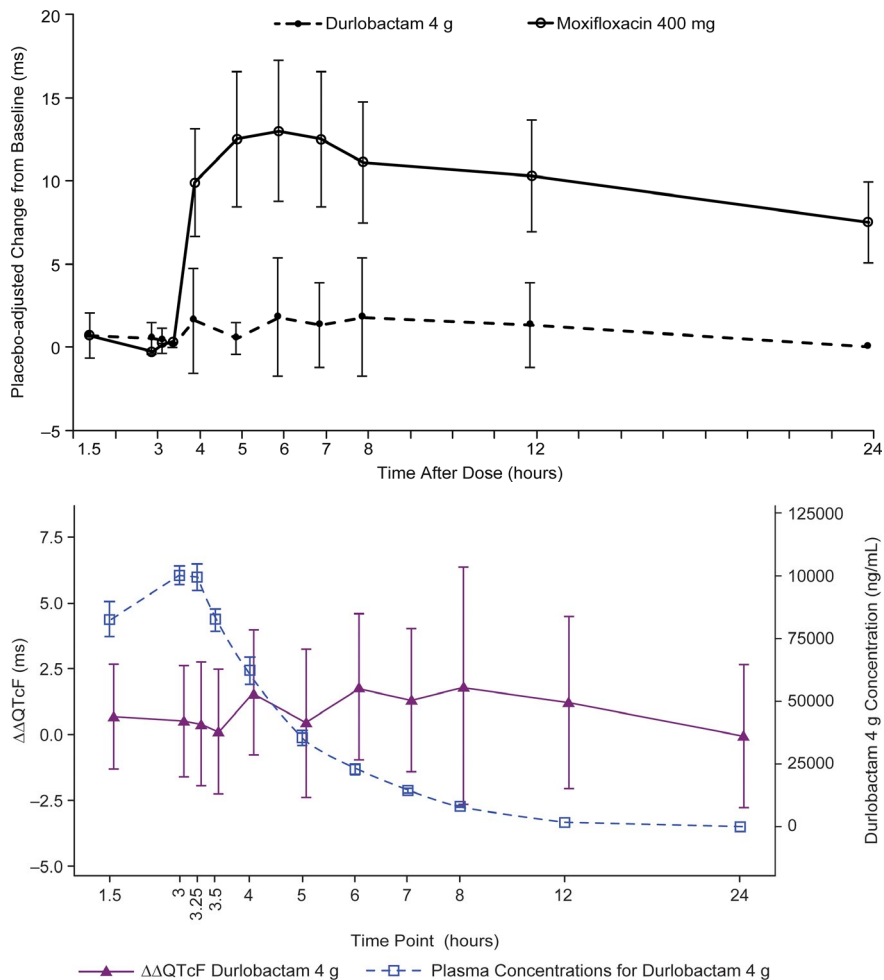 20
Durlobactam 4 g
Moxifloxacin 400 mg
15
10
5
0
–5
Placebo-adjusted Change from Baseline (ms)
1.5 3 4 5 6 7 8 12 24
Time After Dose (hours)
7.5
5.0
2.5
0.0
–2.5
–5.0
ΔΔQTcF (ms)
125000
100000
75000
50000
25000
0
Durlobactam 4 g Concentration (ng/mL)
1.5 3 3.25 3.5 4 5 6 7 8 12 24
Time Point (hours)
ΔΔQTcF Durlobactam 4 g
Plasma Concentrations for Durlobactam 4 g